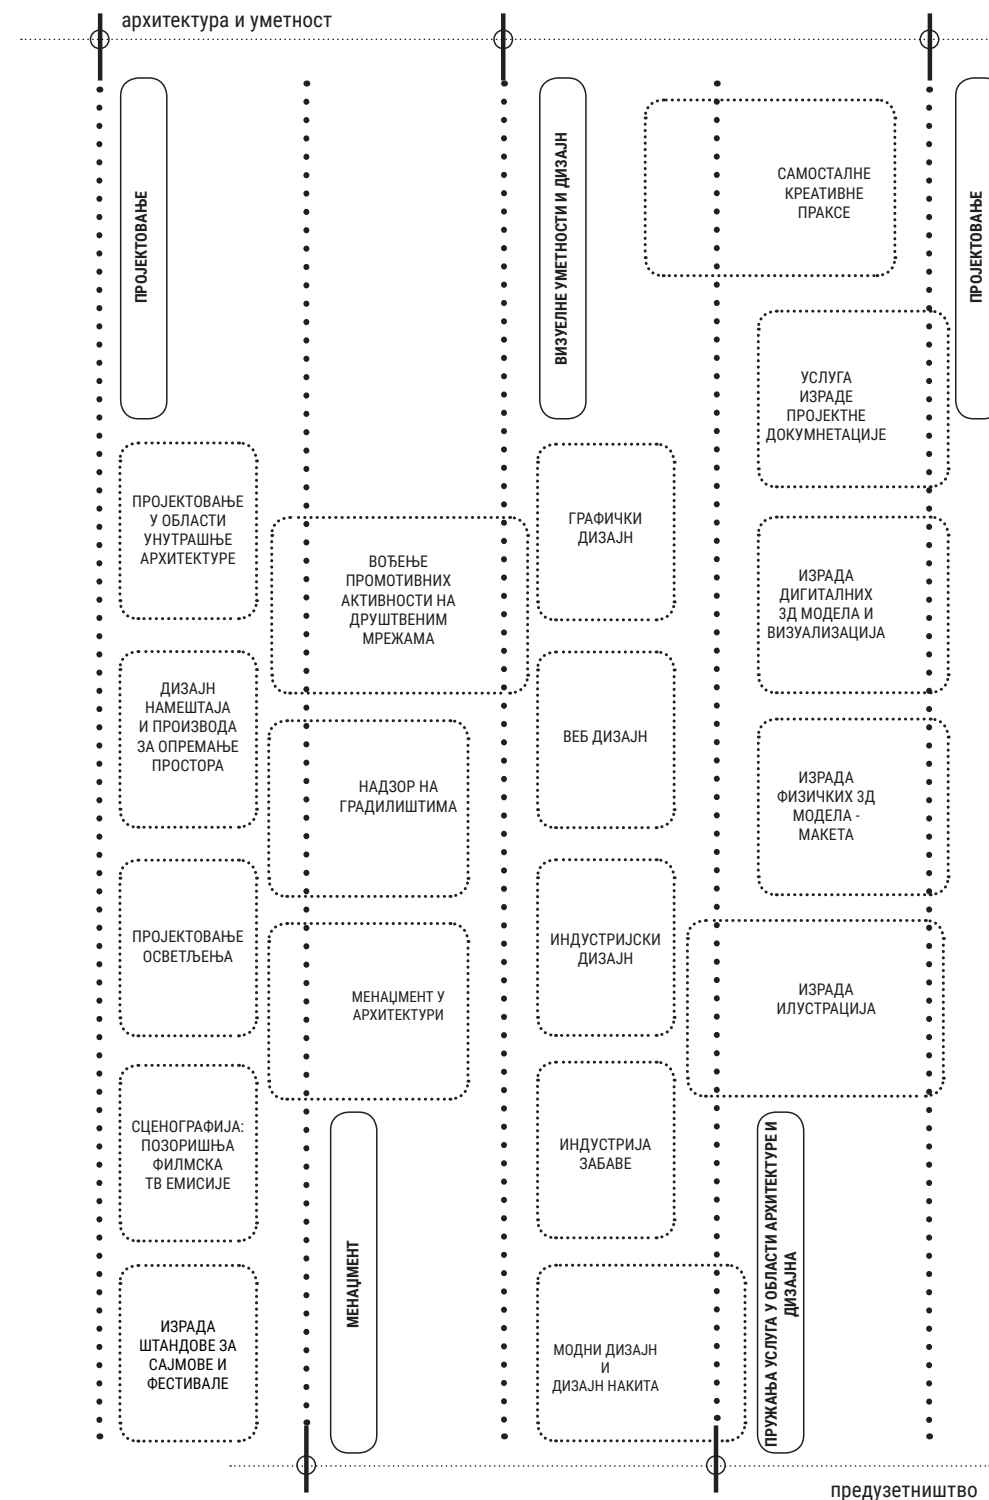 архитектура и уметност
ПРОЈЕКТОВАЊЕ
ПРОЈЕКТОВАЊЕ
У ОБЛАСТИ
УНУТРАШЊЕ
АРХИТЕКТУРЕ
ДИЗАЈН
НАМЕШТАЈА
И ПРОИЗВОДА
ЗА ОПРЕМАЊЕ
ПРОСТОРА
ПРОЈЕКТОВАЊЕ
ОСВЕТЉЕЊА
СЦЕНОГРАФИЈА:
ПОЗОРИШЊА
ФИЛМСКА
ТВ ЕМИСИЈЕ
ИЗРАДА
ШТАНДОВЕ ЗА
САЈМОВЕ И
ФЕСТИВАЛЕ
ВОЂЕЊЕ
ПРОМОТИВНИХ
АКТИВНОСТИ НА
ДРУШТВЕНИМ
МРЕЖАМА
НАДЗОР НА
ГРАДИЛИШТИМА
МЕНАЏМЕНТ У
АРХИТЕКТУРИ
МЕНАЏМЕНТ
ВИЗУЕЛНЕ УМЕТНОСТИ И ДИЗАЈН
ГРАФИЧКИ
ДИЗАЈН
ВЕБ ДИЗАЈН
ИНДУСТРИЈСКИ
ДИЗАЈН
ИНДУСТРИЈА
ЗАБАВЕ
МОДНИ ДИЗАЈН
И
ДИЗАЈН НАКИТА
САМОСТАЛНЕ
КРЕАТИВНЕ
ПРАКСЕ
УСЛУГА
ИЗРАДЕ
ПРОЈЕКТНЕ
ДОКУМНЕТАЦИЈЕ
ИЗРАДА
ДИГИТАЛНИХ
3Д МОДЕЛА И
ВИЗУАЛИЗАЦИЈА
ИЗРАДА
ФИЗИЧКИХ 3Д
МОДЕЛА -
МАКЕТА
ИЗРАДА
ИЛУСТРАЦИЈА
ПРУЖАЊА УСЛУГА У ОБЛАСТИ АРХИТЕКТУРЕ И
ДИЗАЈНА
ПРОЈЕКТОВАЊЕ
предузетништво